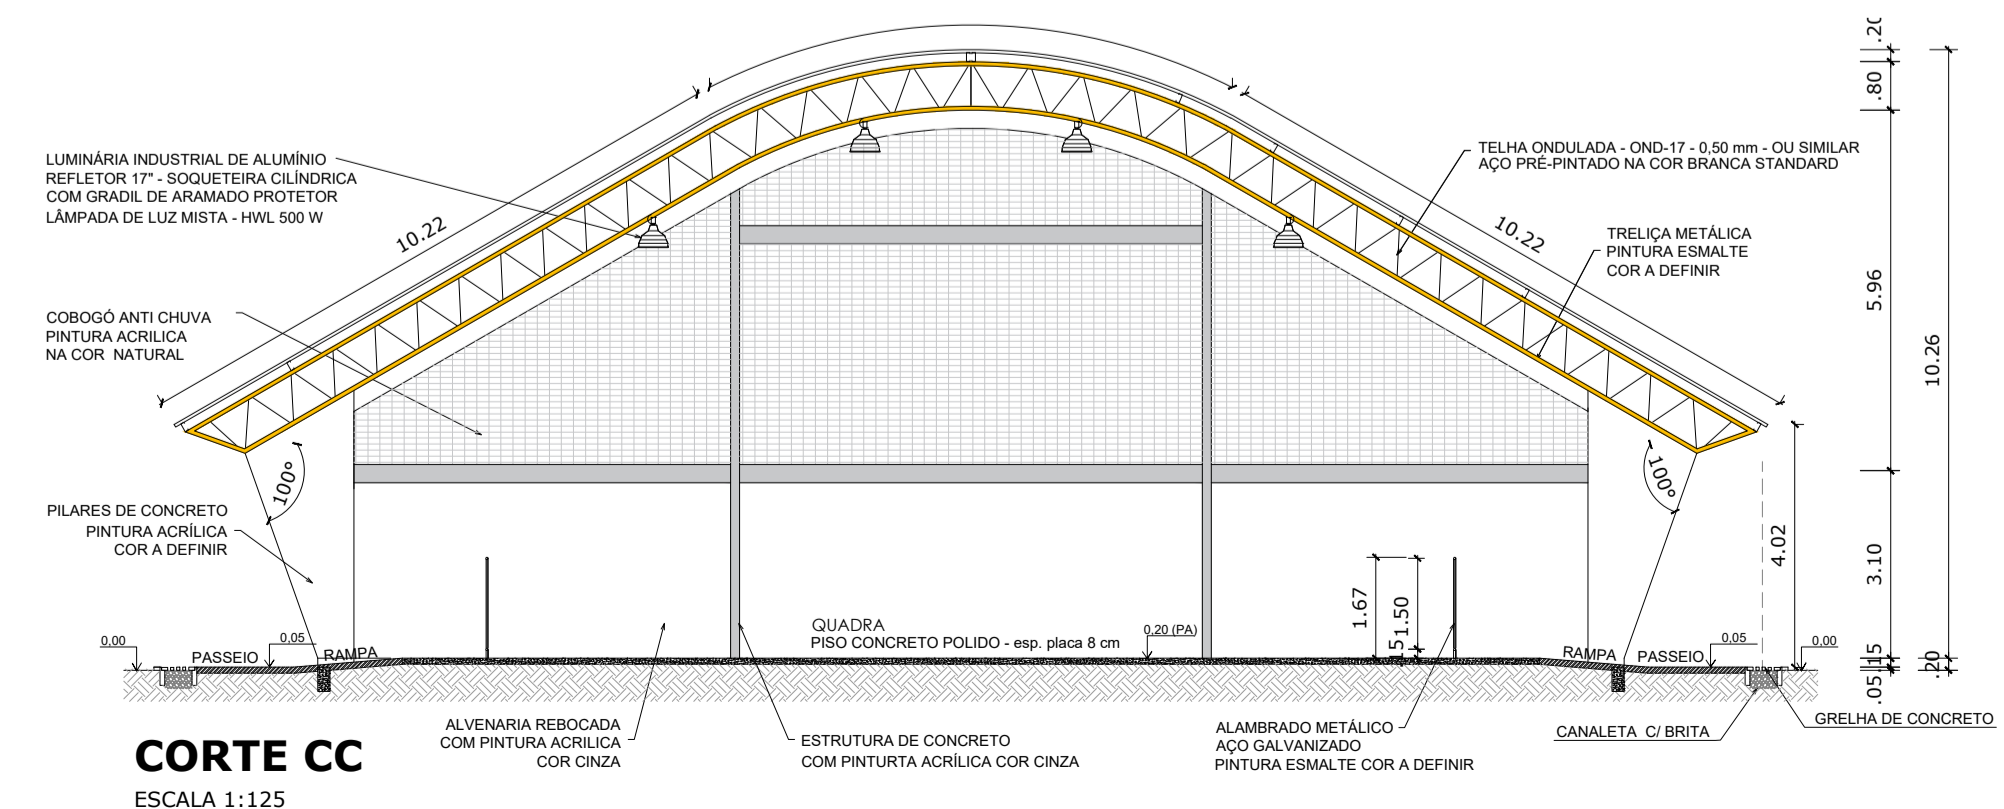 .20
.80
5.96
10.26
3.10
.15
.05
.20
4.02
TELHA ONDULADA - OND-17 - 0,50 mm - OU SIMILAR
AÇO PRÉ-PINTADO NA COR BRANCA STANDARD
LUMINÁRIA INDUSTRIAL DE ALUMÍNIO
REFLETOR 17" - SOQUETEIRA CILÍNDRICA
COM GRADIL DE ARAMADO PROTETOR
LÂMPADA DE LUZ MISTA - HWL 500 W
10.22
10.22
TRELIÇA METÁLICA
PINTURA ESMALTE
COR A DEFINIR
COBOGÓ ANTI CHUVA
PINTURA ACRILICA
NA COR NATURAL
100°
100°
PILARES DE CONCRETO
PINTURA ACRÍLICA
COR A DEFINIR
1.67
1.50
.15
QUADRA
PISO CONCRETO POLIDO - esp. placa 8 cm
0,20 (PA)
0,00
0,05
PASSEIO
RAMPA
RAMPA
PASSEIO
0,05
0,00
ALVENARIA REBOCADA
COM PINTURA ACRILICA
COR CINZA
ESTRUTURA DE CONCRETO
COM PINTURTA ACRÍLICA COR CINZA
ALAMBRADO METÁLICO
AÇO GALVANIZADO
PINTURA ESMALTE COR A DEFINIR
CANALETA C/ BRITA
GRELHA DE CONCRETO
CORTE CC
ESCALA 1:125